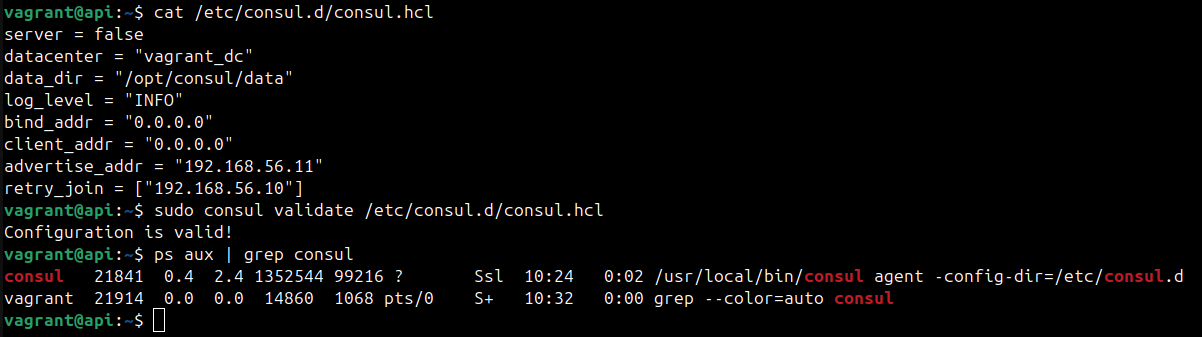 vagrant@api:~$ cat /etc/consul.d/consul.hcl
server = false
datacenter = "vagrant_dc"
data_dir = "/opt/consul/data"
log_level = "INFO"
bind_addr = "0.0.0.0"
client_addr = "0.0.0.0"
advertise_addr = "192.168.56.11"
retry_join = ["192.168.56.10"]
vagrant@api:~$ sudo consul validate /etc/consul.d/consul.hcl
Configuration is valid!
vagrant@api:~$ ps aux | grep consul
consul   21841  0.4  2.4 1352544 99216 ?       Ssl  10:24   0:02 /usr/local/bin/consul agent -config-dir=/etc/consul.d
vagrant  21914  0.0  0.0  14860  1068 pts/0    S+   10:32   0:00 grep --color=auto consul
vagrant@api:~$